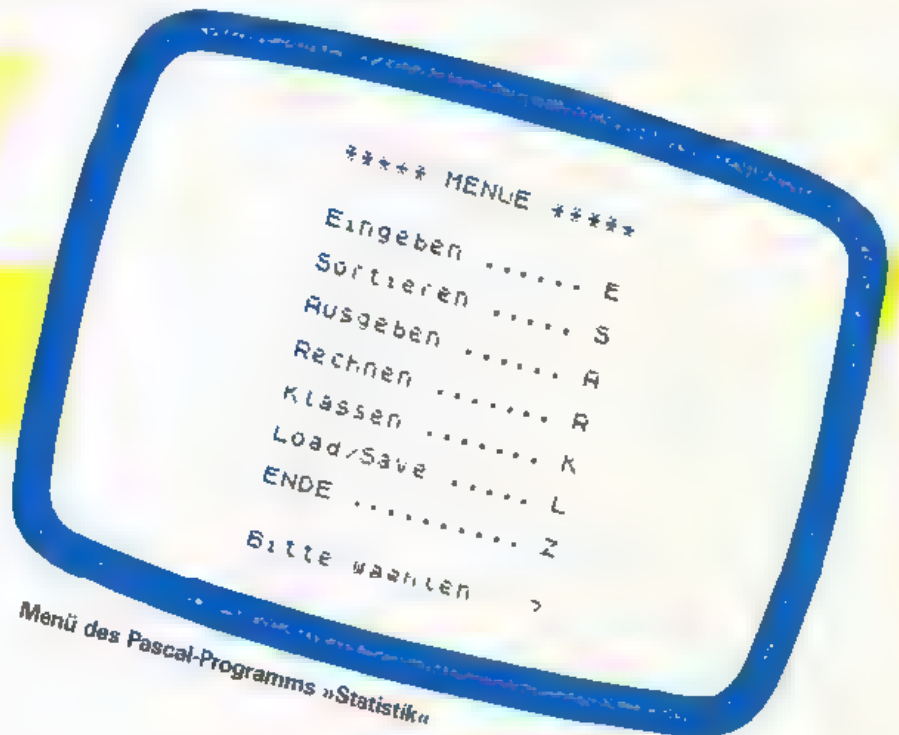 ***** MENUE *****
Eingeben ...... E
Sortieren ..... S
Ausgeben ...... A
Rechnen ....... R
Klassen ....... K
Load/Save ..... L
ENDE .......... Z
Bitte waehlen >
Menü des Pascal-Programms »Statistik«